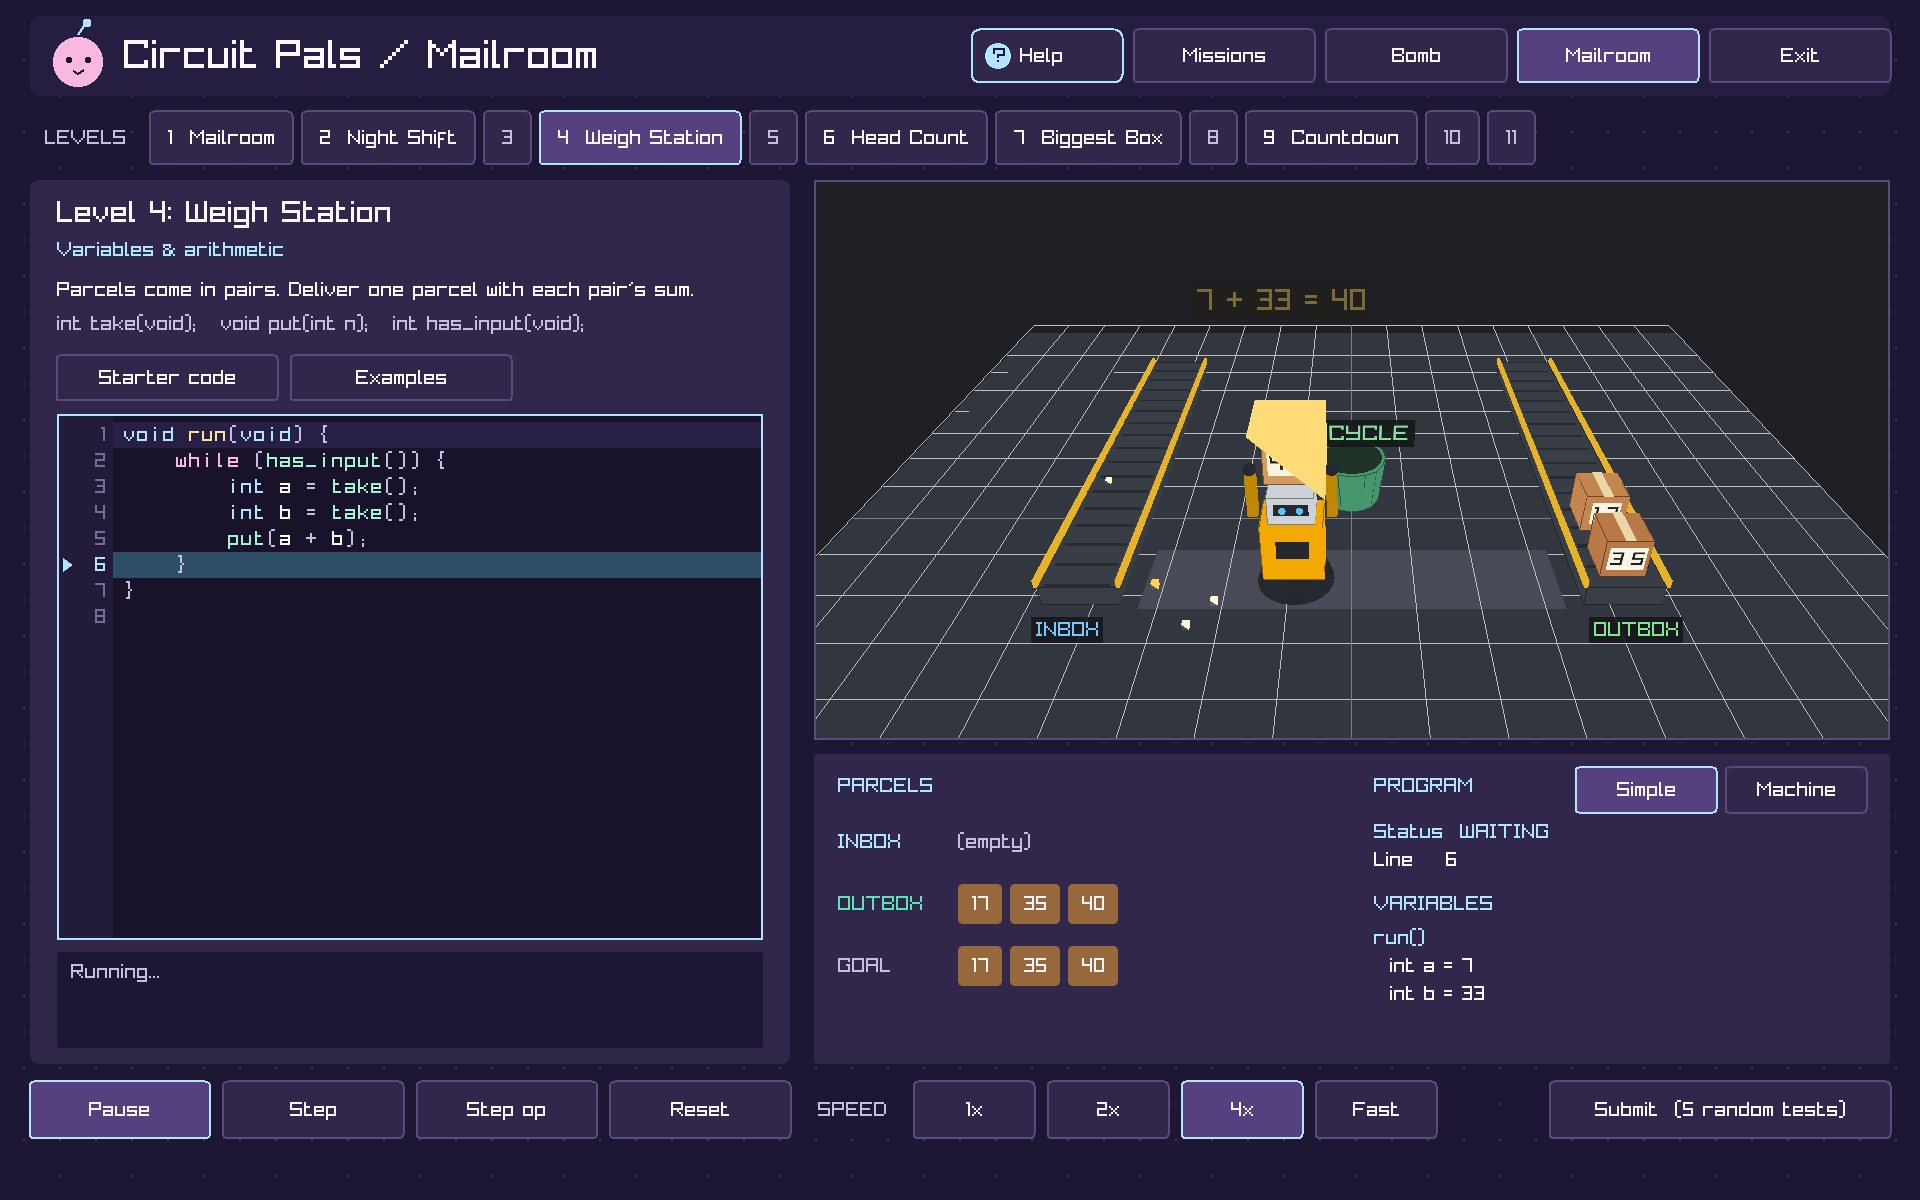 Circuit Pals / Mailroom
? Help
Missions
Bomb
Mailroom
Exit
LEVELS
1 Mailroom
2 Night Shift
3
4 Weigh Station
5
6 Head Count
7 Biggest Box
8
9 Countdown
10
11
Level 4: Weigh Station
Variables & arithmetic
Parcels come in pairs. Deliver one parcel with each pair's sum.
int take(void); void put(int n); int has_input(void);
Starter code
Examples
1 void run(void) {
2 while (has_input()) {
3 int a = take();
4 int b = take();
5 put(a + b);
6 }
7 }
8
Running...
7 + 33 = 40
CYCLE
17
35
INBOX
OUTBOX
PARCELS
INBOX (empty)
OUTBOX 17 35 40
GOAL 17 35 40
PROGRAM
Simple
Machine
Status WAITING
Line 6
VARIABLES
run()
int a = 7
int b = 33
Pause
Step
Step op
Reset
SPEED
1x
2x
4x
Fast
Submit (5 random tests)